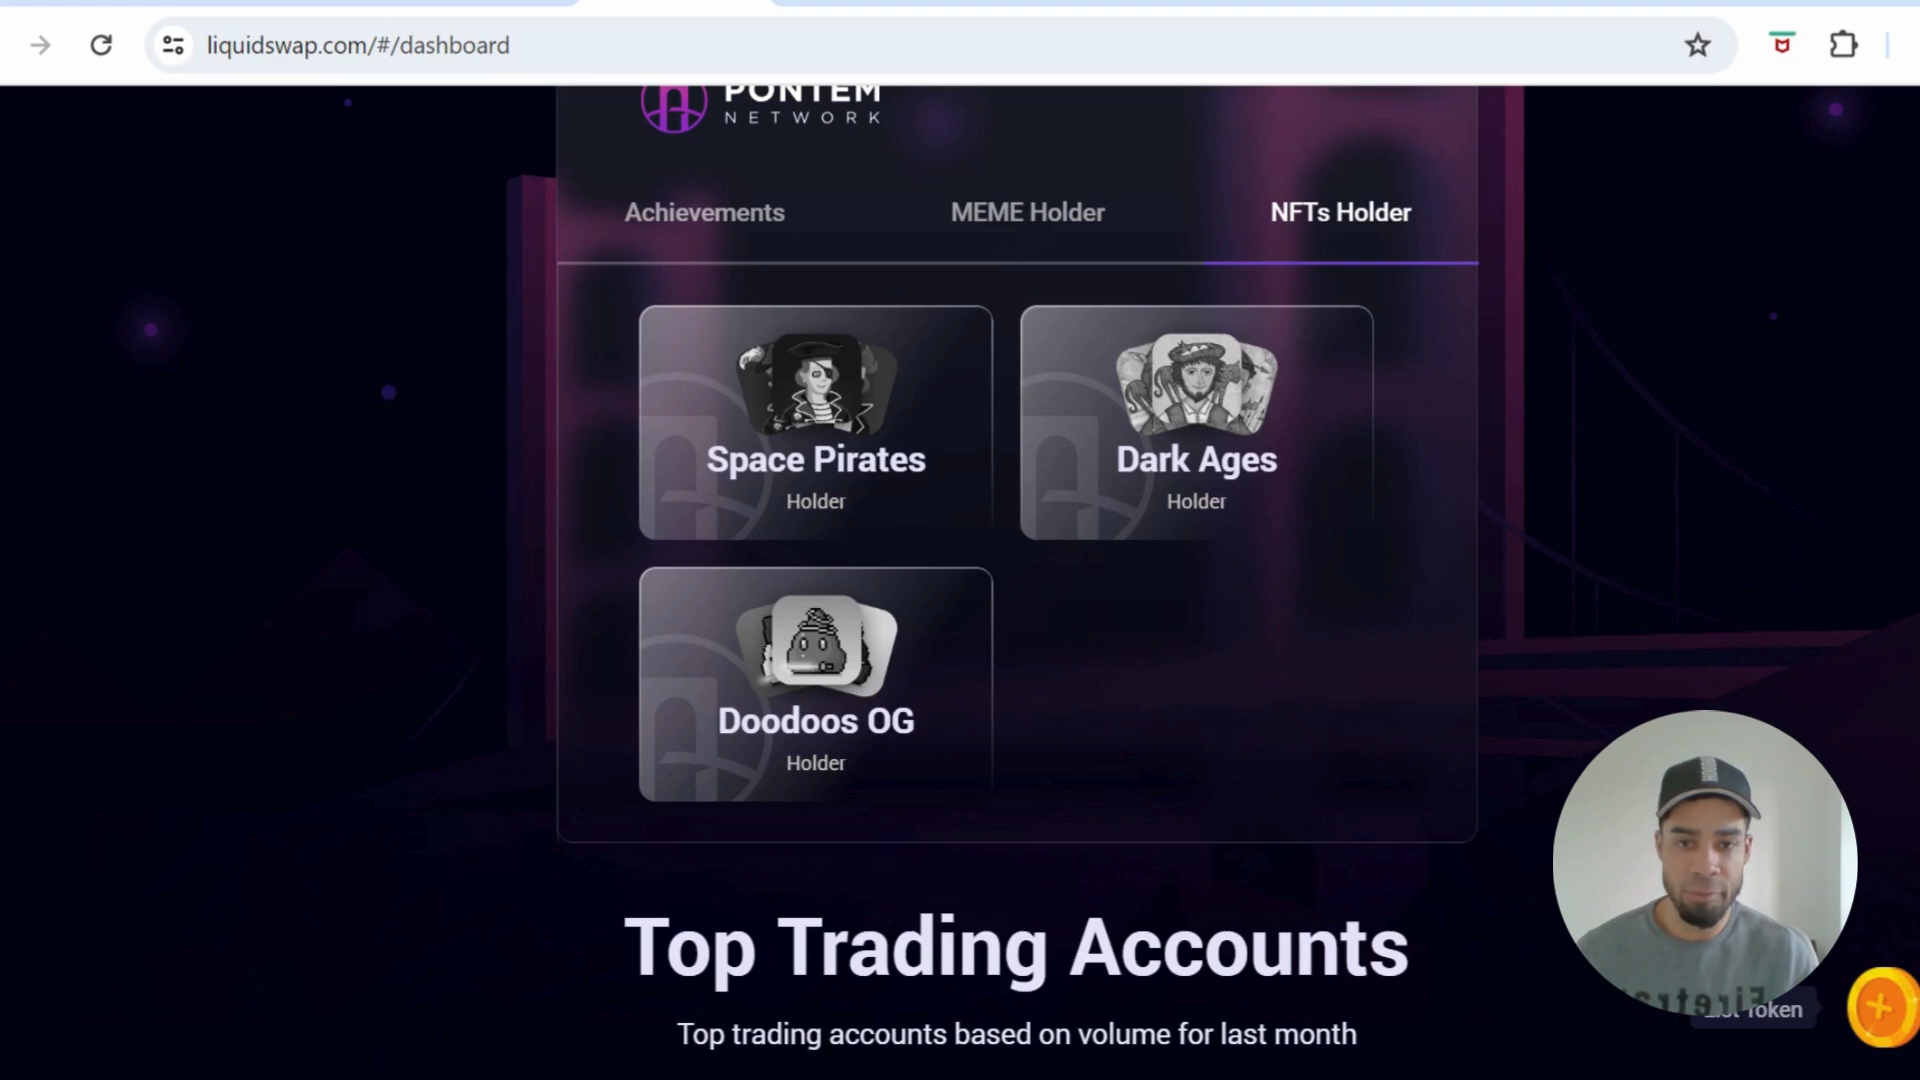 liquidswap.com/#/dashboard
PONTEM
NETWORK
Achievements
MEME Holder
NFTs Holder
Space Pirates
Holder
Dark Ages
Holder
Doodoos OG
Holder
Top Trading Accounts
Top trading accounts based on volume for last month
Token